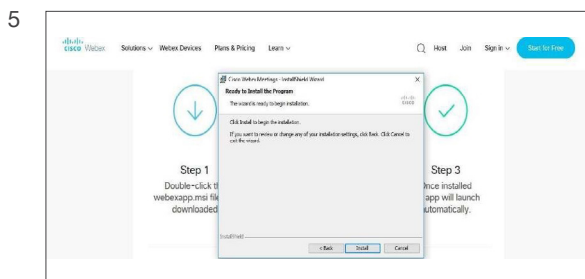 5
CISCO Webex Solutions Webex Devices Plans & Pricing Learn Host Join Sign in Start for Free
Cisco Webex Meetings - InstallShield Wizard
Ready to Install the Program
The wizard is ready to begin installation.
CISCO
Click Install to begin the installation.
If you want to review or change any of your installation settings, click Back. Click Cancel to
exit the wizard.
InstallShield
< Back Install Cancel
Step 1
Double-click th
webexapp.msi file
downloaded
Step 3
Once installed
app will launch
automatically.